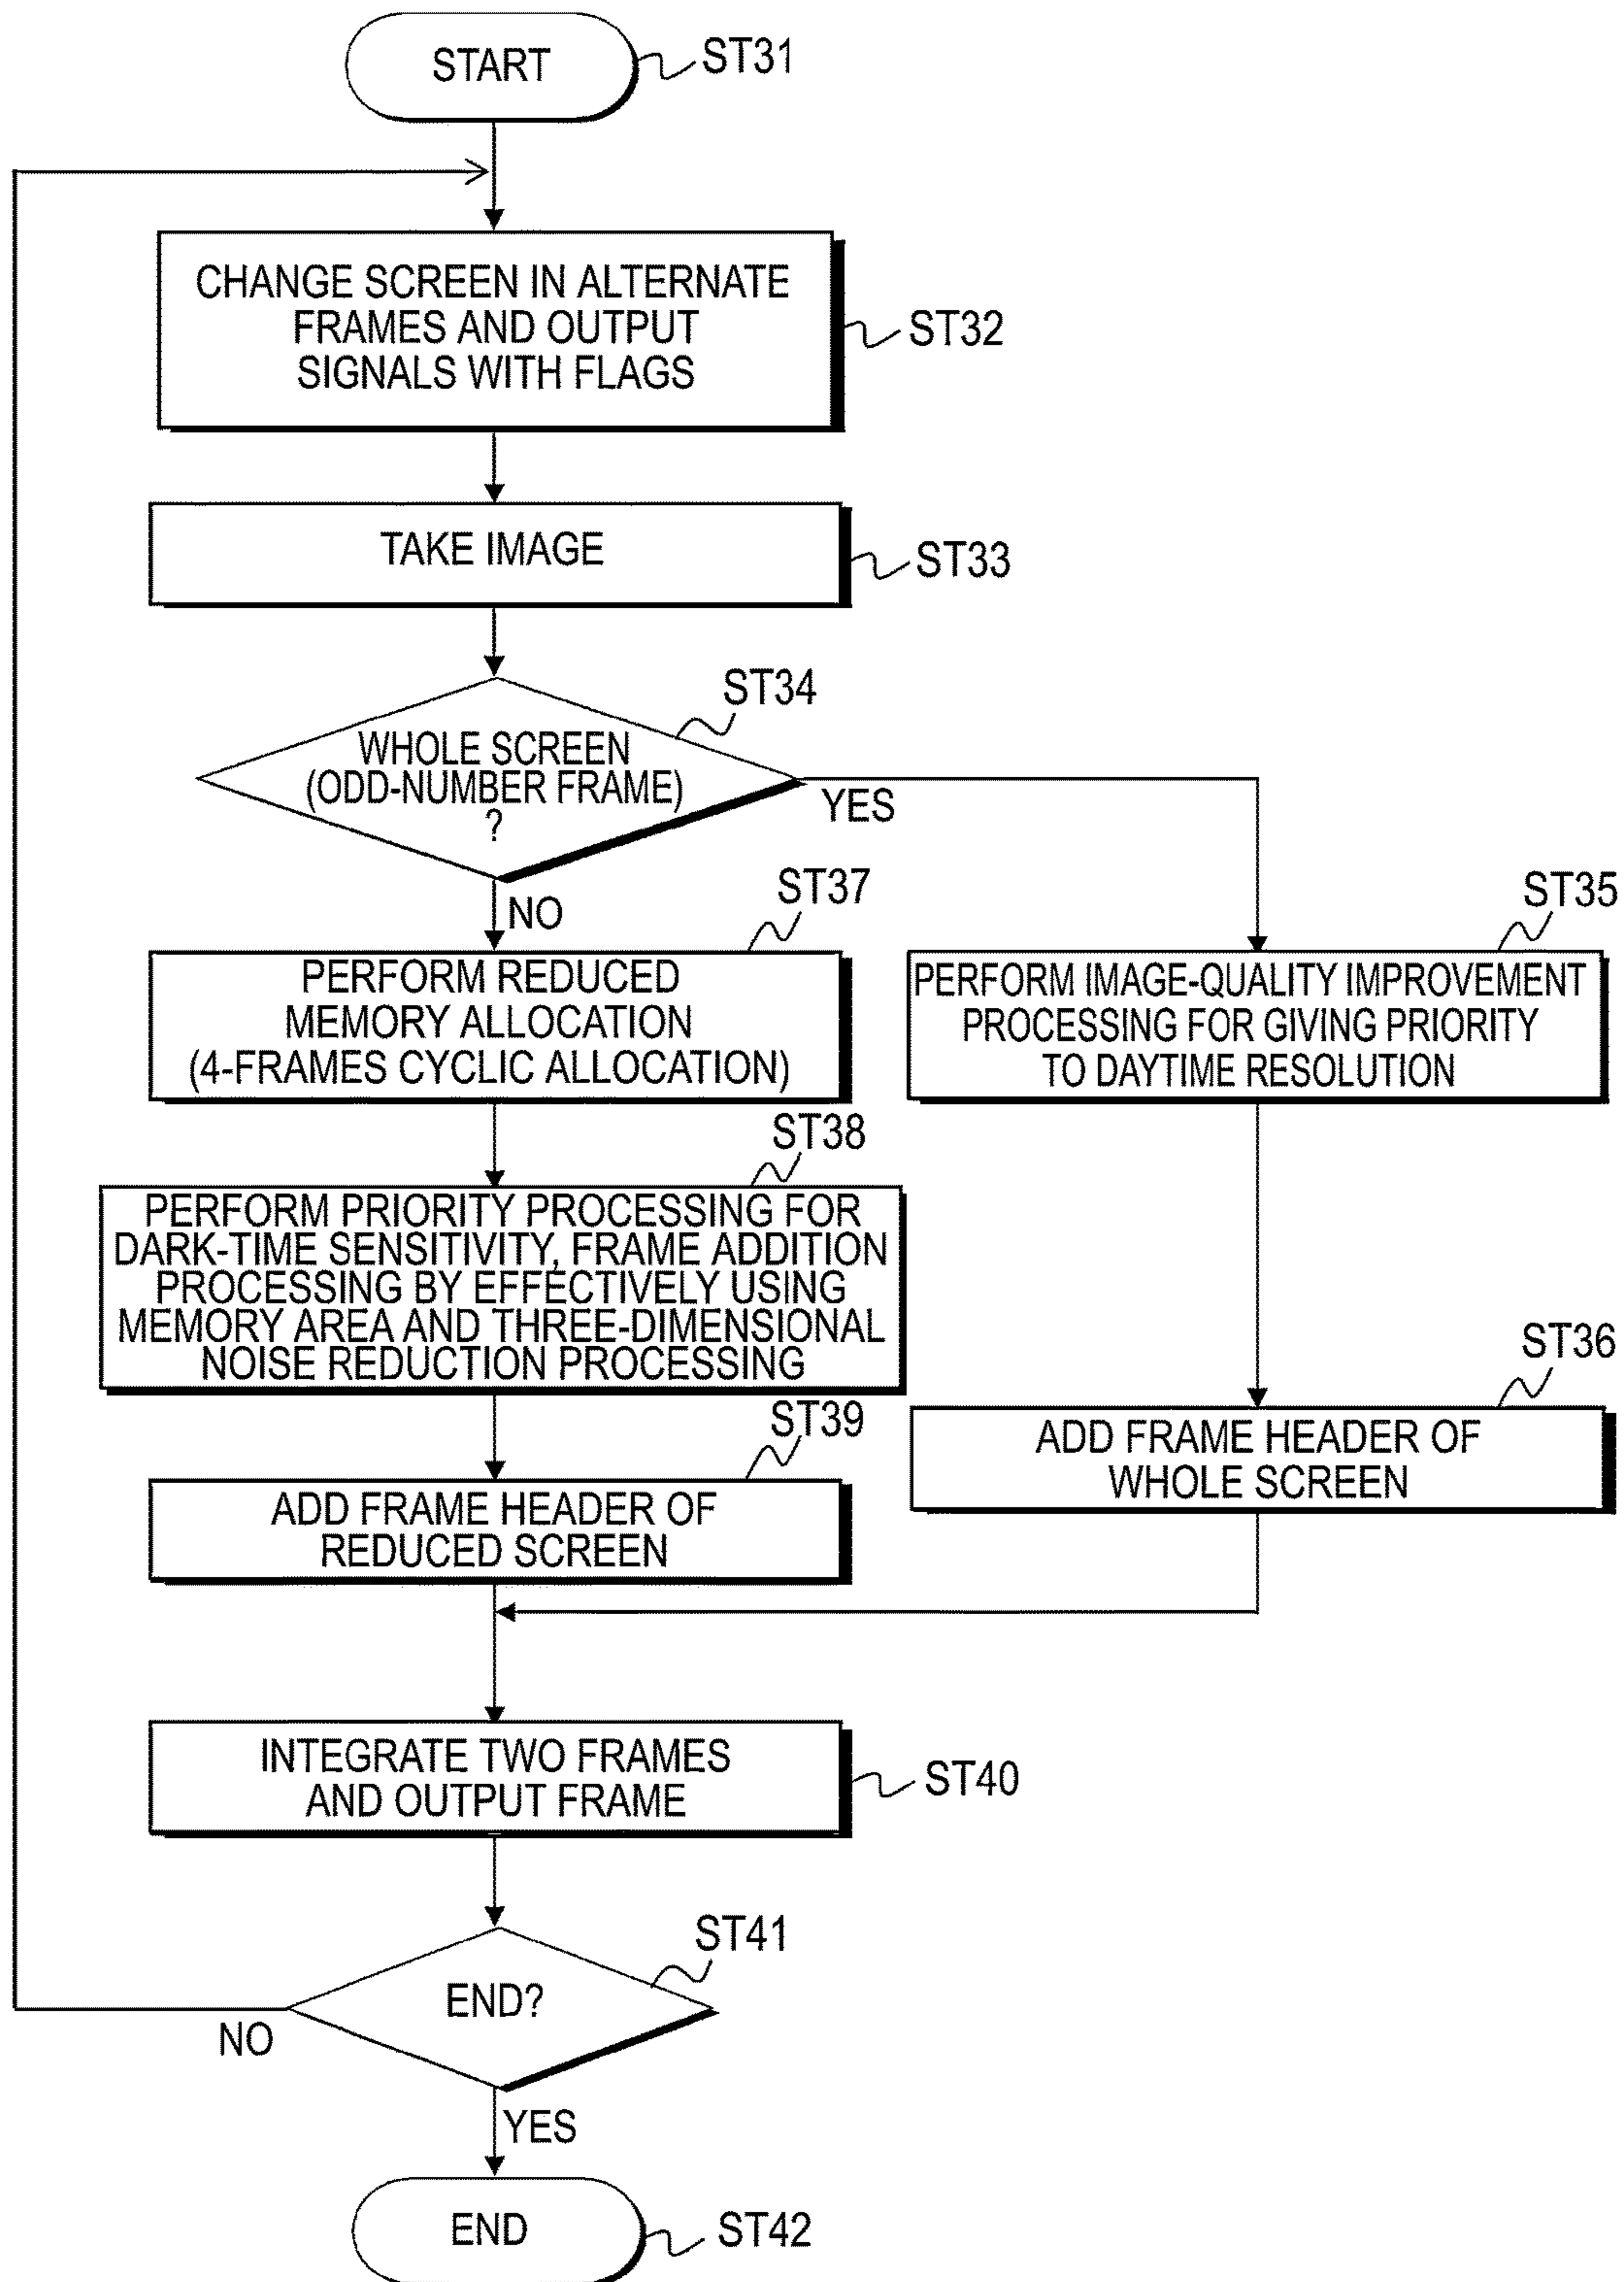 START
ST31
CHANGE SCREEN IN ALTERNATE
FRAMES AND OUTPUT
SIGNALS WITH FLAGS
ST32
TAKE IMAGE
ST33
ST34
WHOLE SCREEN
(ODD-NUMBER FRAME)
?
YES
NO
ST37
PERFORM REDUCED
MEMORY ALLOCATION
(4-FRAMES CYCLIC ALLOCATION)
ST35
PERFORM IMAGE-QUALITY IMPROVEMENT
PROCESSING FOR GIVING PRIORITY
TO DAYTIME RESOLUTION
ST38
PERFORM PRIORITY PROCESSING FOR
DARK-TIME SENSITIVITY, FRAME ADDITION
PROCESSING BY EFFECTIVELY USING
MEMORY AREA AND THREE-DIMENSIONAL
NOISE REDUCTION PROCESSING
ST36
ADD FRAME HEADER OF
WHOLE SCREEN
ST39
ADD FRAME HEADER OF
REDUCED SCREEN
INTEGRATE TWO FRAMES
AND OUTPUT FRAME
ST40
ST41
END?
NO
YES
END
ST42